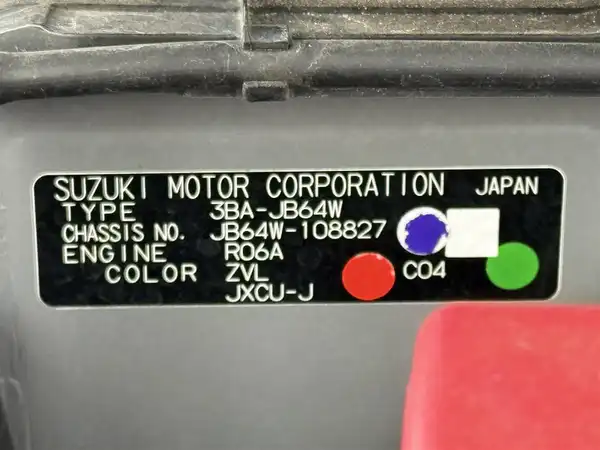 SUZUKI MOTOR CORPORATION JAPAN
TYPE 3BA-JB64W
CHASSIS NO. JB64W-108827
ENGINE R06A
COLOR ZVL C04
JXCU-J